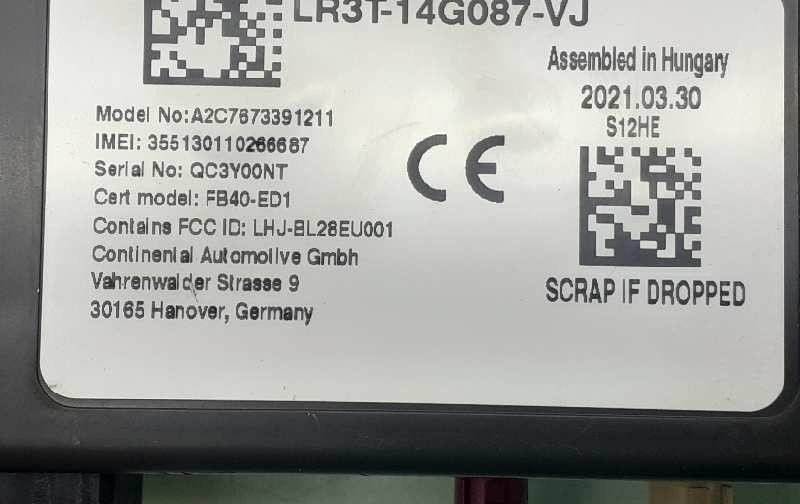 LR3T-14G087-VJ
Assembled in Hungary
2021.03.30
S12HE
Model No:A2C7673391211
IMEI: 355130110266687
Serial No: QC3Y00NT
Cert model: FB40-ED1
Contains FCC ID: LHJ-BL28EU001
Continental Automotive Gmbh
Vahrenwalder Strasse 9
30165 Hanover, Germany
CE
SCRAP IF DROPPED